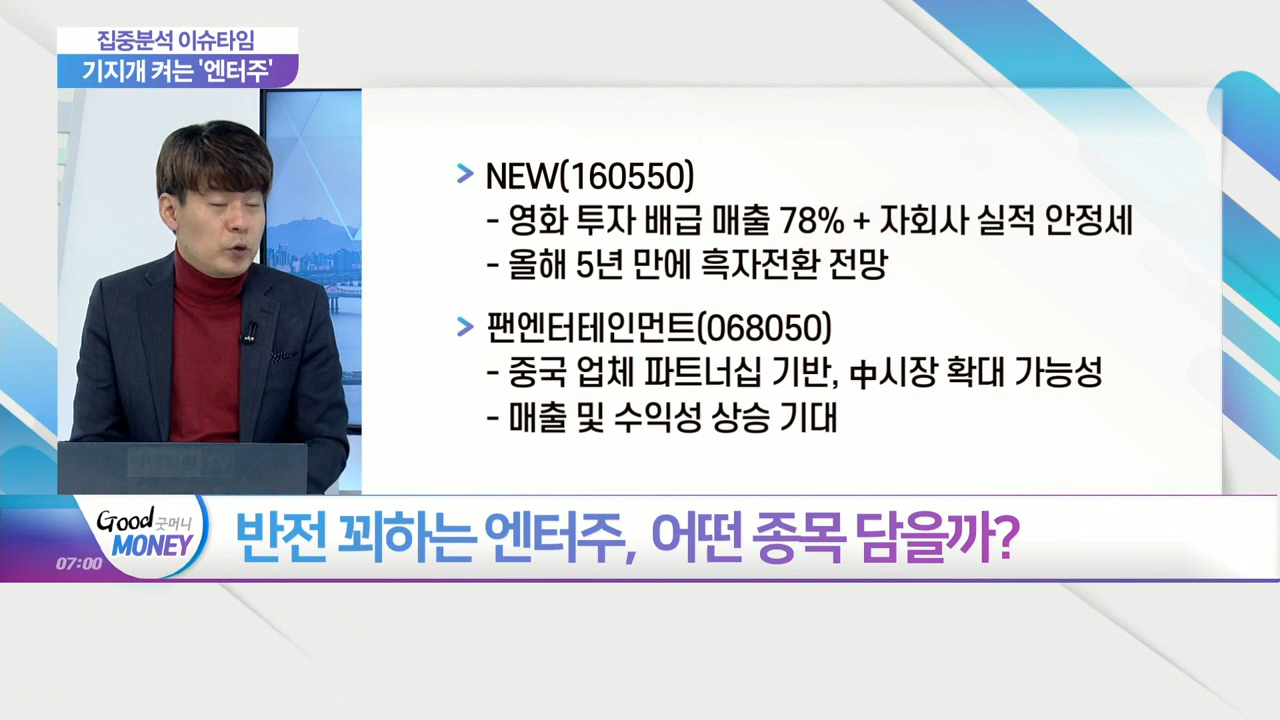 집중분석 이슈타임
기지개 켜는 '엔터주'
> NEW(160550)
- 영화 투자 배급 매출 78% + 자회사 실적 안정세
- 올해 5년 만에 흑자전환 전망
> 팬엔터테인먼트(068050)
- 중국 업체 파트너십 기반, 中시장 확대 가능성
- 매출 및 수익성 상승 기대
Good 굿머니
MONEY
07:00
반전 꾀하는 엔터주, 어떤 종목 담을까?